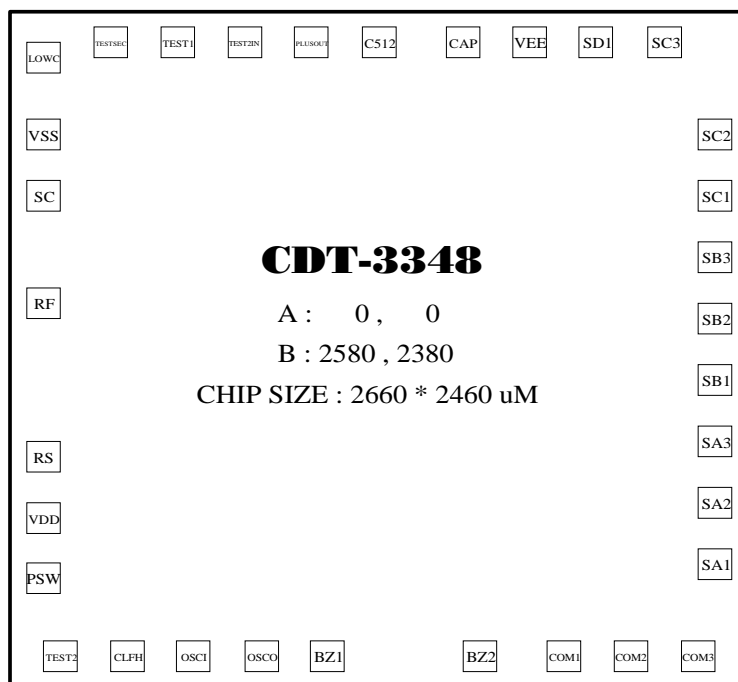 LOWC
TESTSEC
TEST1
TEST2IN
PLUSOUT
C512
CAP
VEE
SD1
SC3
VSS
SC2
SC
SC1
CDT-3348
SB3
RF
A : 0 , 0
SB2
B : 2580 , 2380
CHIP SIZE : 2660 * 2460 uM
SB1
SA3
RS
SA2
VDD
SA1
PSW
TEST2
CLFH
OSCI
OSCO
BZ1
BZ2
COM1
COM2
COM3